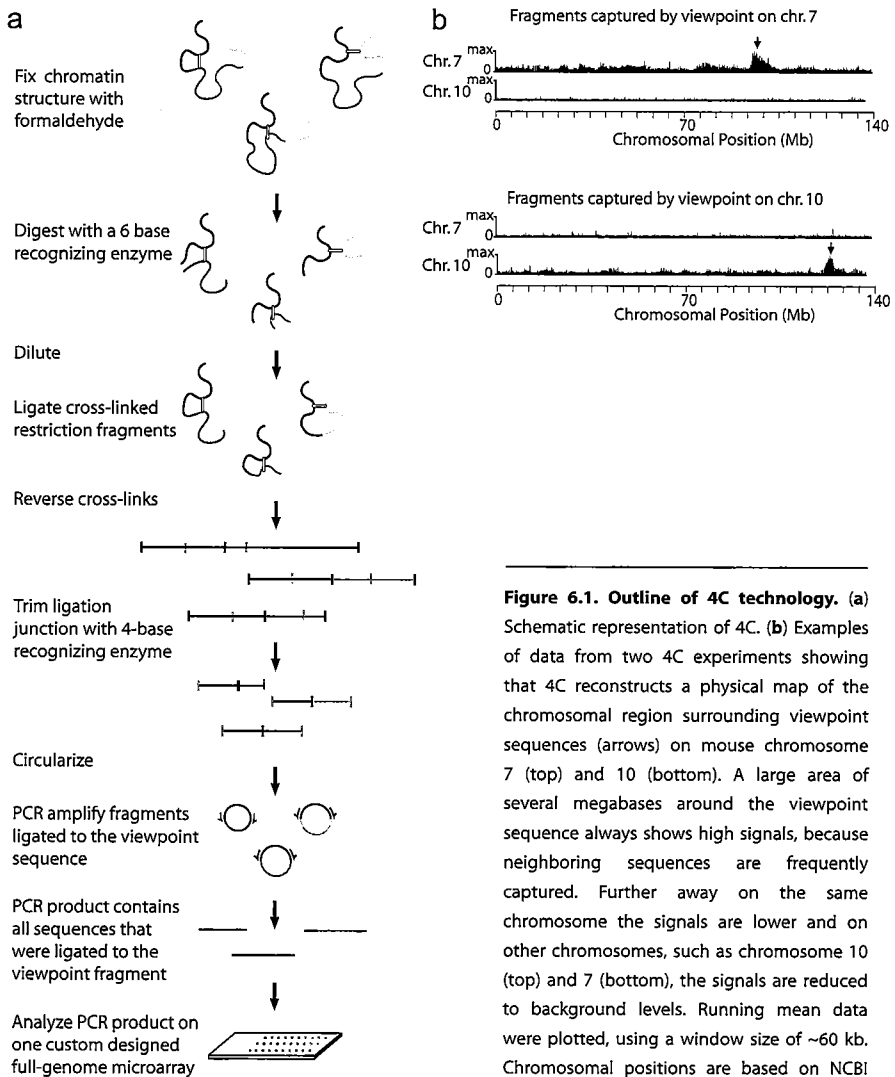 a
Fix chromatin
structure with
formaldehyde
Digest with a 6 base
recognizing enzyme
Dilute
Ligate cross-linked
restriction fragments
Reverse cross-links
Trim ligation
junction with 4-base
recognizing enzyme
Circularize
PCR amplify fragments
ligated to the viewpoint
sequence
PCR product contains
all sequences that
were ligated to the
viewpoint fragment
Analyze PCR product on
one custom designed
full-genome microarray
b
Fragments captured by viewpoint on chr. 7
Chr. 7 max
0
Chr. 10 max
0
0 70 140
Chromosomal Position (Mb)
Fragments captured by viewpoint on chr. 10
Chr. 7 max
0
Chr. 10 max
0
0 70 140
Chromosomal Position (Mb)
Figure 6.1. Outline of 4C technology. (a)
Schematic representation of 4C. (b) Examples
of data from two 4C experiments showing
that 4C reconstructs a physical map of the
chromosomal region surrounding viewpoint
sequences (arrows) on mouse chromosome
7 (top) and 10 (bottom). A large area of
several megabases around the viewpoint
sequence always shows high signals, because
neighboring sequences are frequently
captured. Further away on the same
chromosome the signals are lower and on
other chromosomes, such as chromosome 10
(top) and 7 (bottom), the signals are reduced
to background levels. Running mean data
were plotted, using a window size of ~60 kb.
Chromosomal positions are based on NCBI